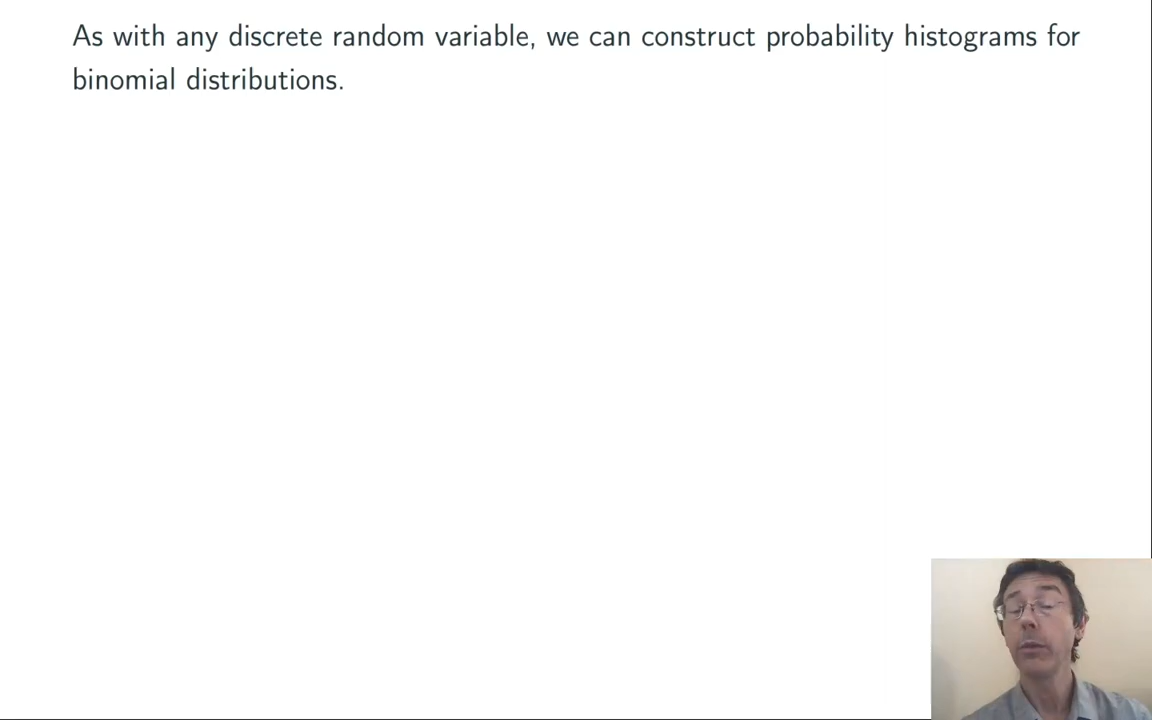 As with any discrete random variable, we can construct probability histograms for
binomial distributions.